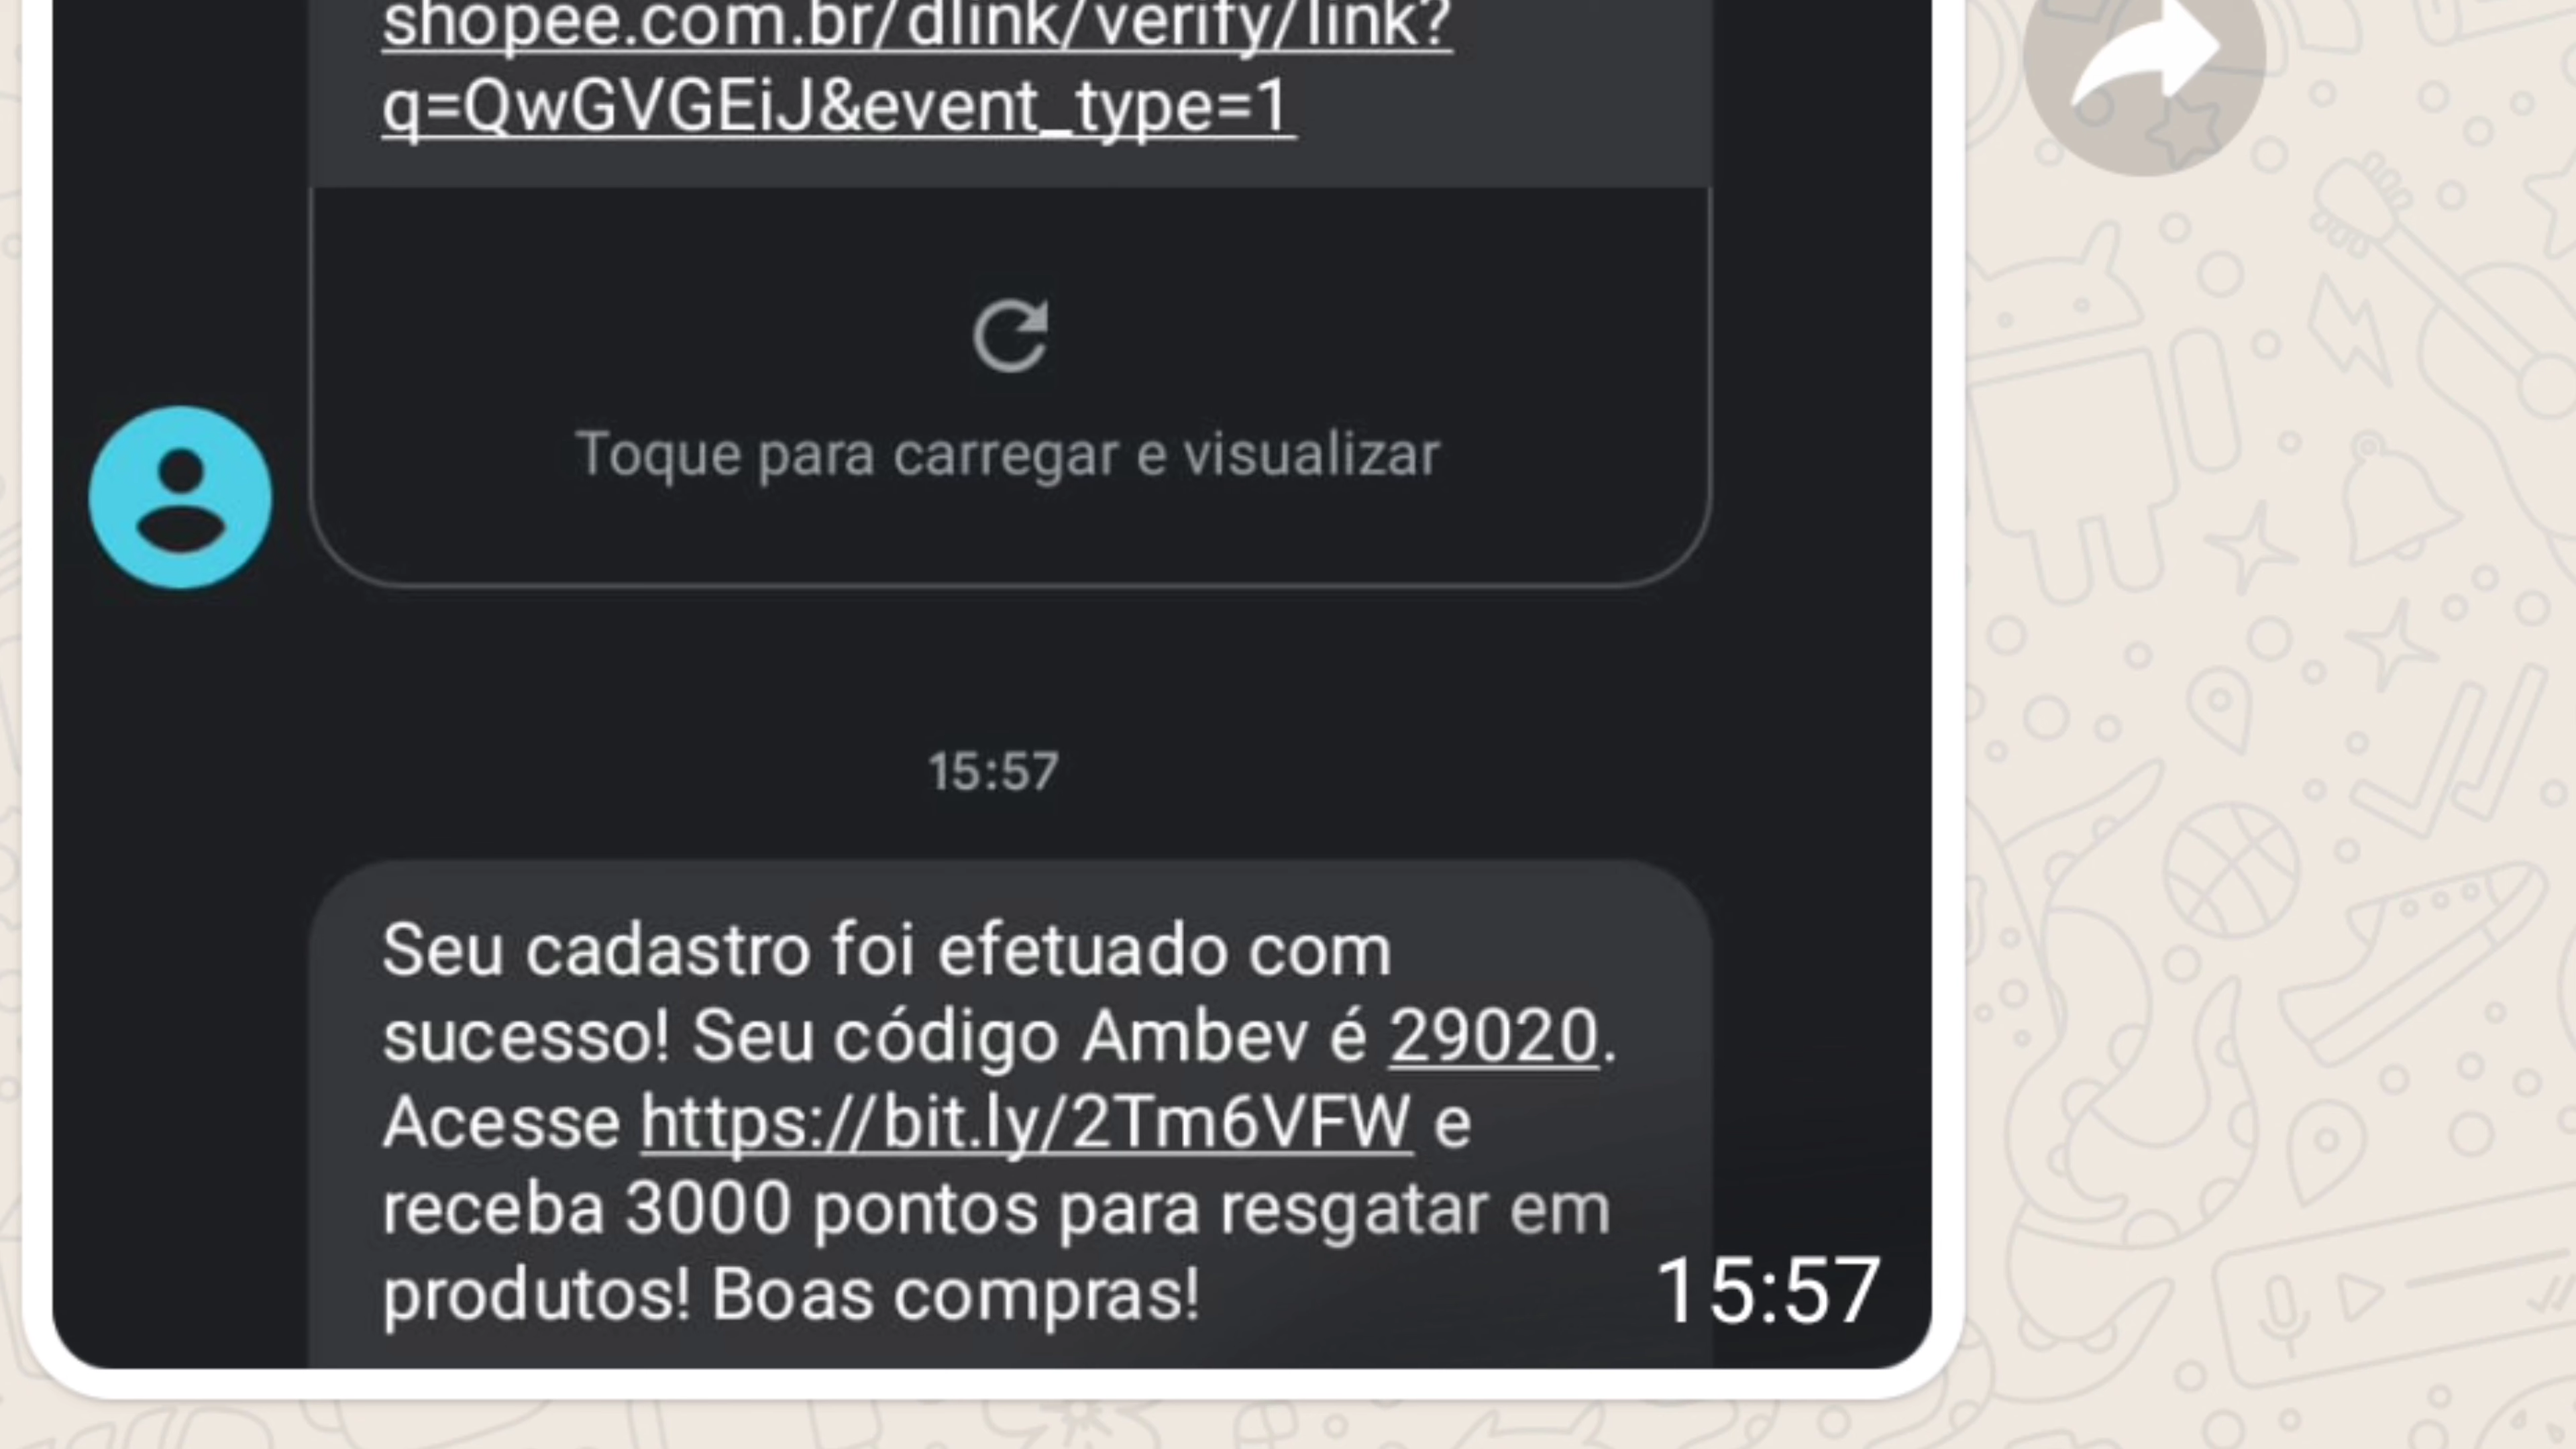 shopee.com.br/dlink/verify/link?
q=QwGVGEiJ&event_type=1
Toque para carregar e visualizar
15:57
Seu cadastro foi efetuado com
sucesso! Seu código Ambev é 29020.
Acesse https://bit.ly/2Tm6VFW e
receba 3000 pontos para resgatar em
produtos! Boas compras!
15:57